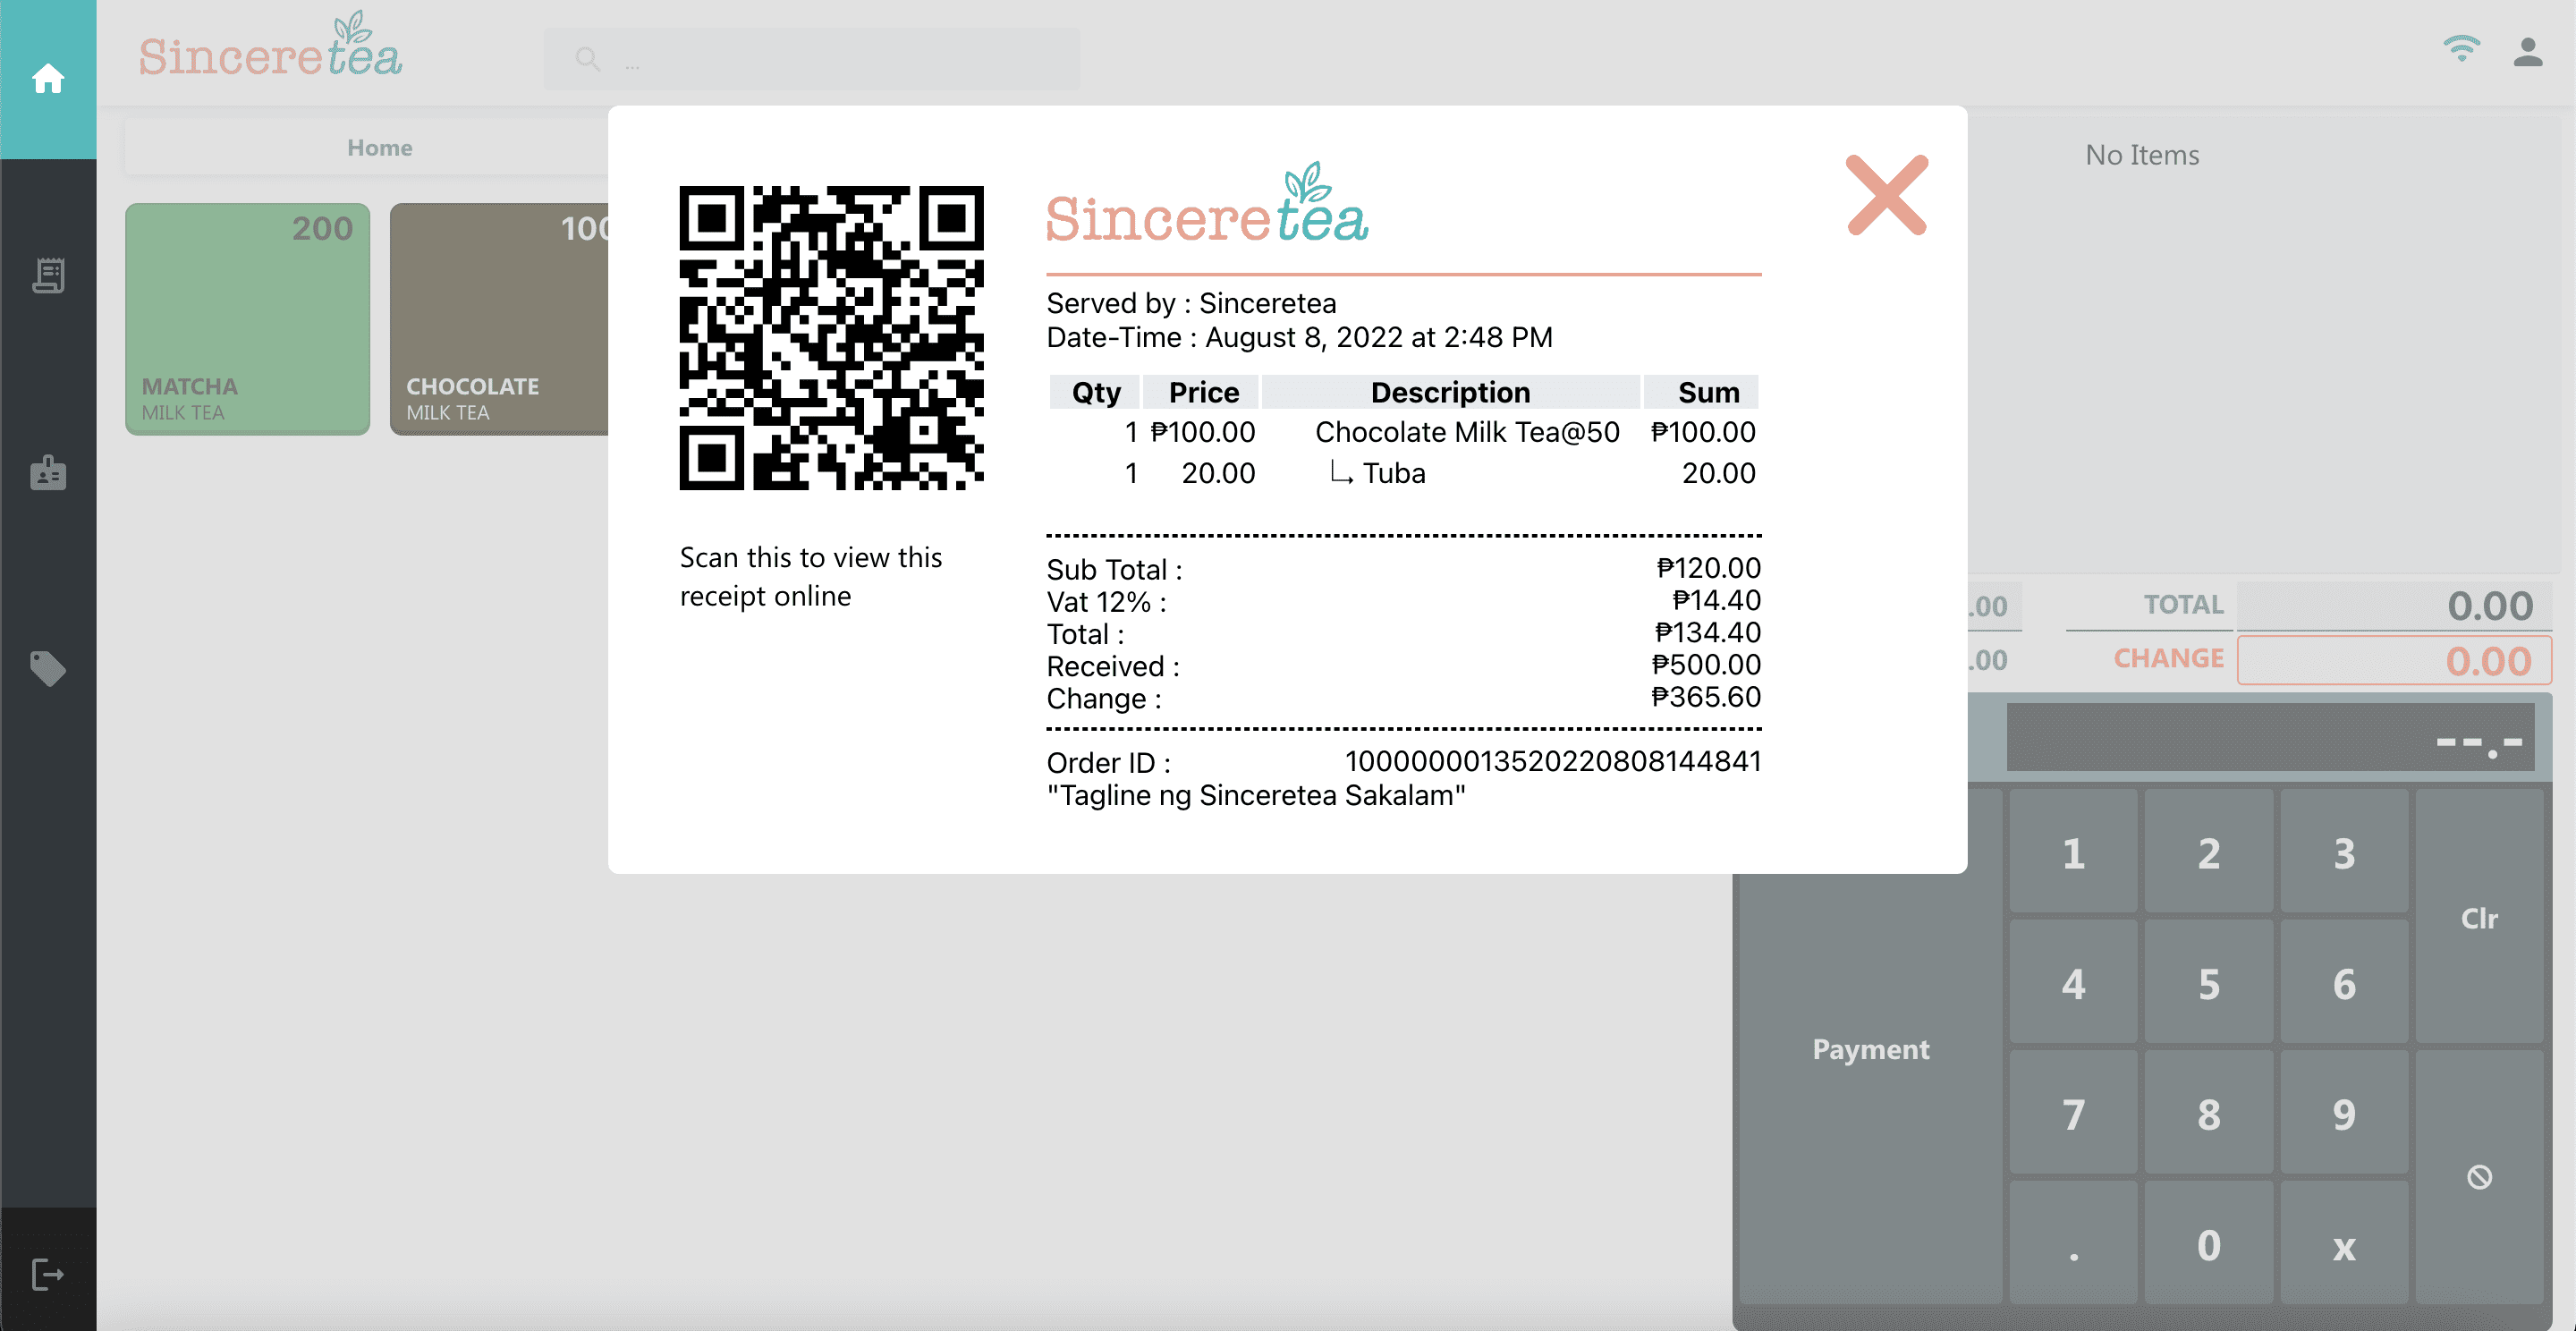 Sinceretea
...
Home
No Items
200
MATCHA
MILK TEA
100
CHOCOLATE
MILK TEA
Sinceretea
Served by : Sinceretea
Date-Time : August 8, 2022 at 2:48 PM
Qty Price Description Sum
1 ₱100.00 Chocolate Milk Tea@50 ₱100.00
1 20.00 Tuba 20.00
Scan this to view this
receipt online
Sub Total : ₱120.00
Vat 12% : ₱14.40
Total : ₱134.40
Received : ₱500.00
Change : ₱365.60
Order ID : 1000000013520220808144841
"Tagline ng Sinceretea Sakalam"
.00 TOTAL 0.00
.00 CHANGE 0.00
--.-
Payment
1 2 3
Clr
4 5 6
7 8 9
. 0 x